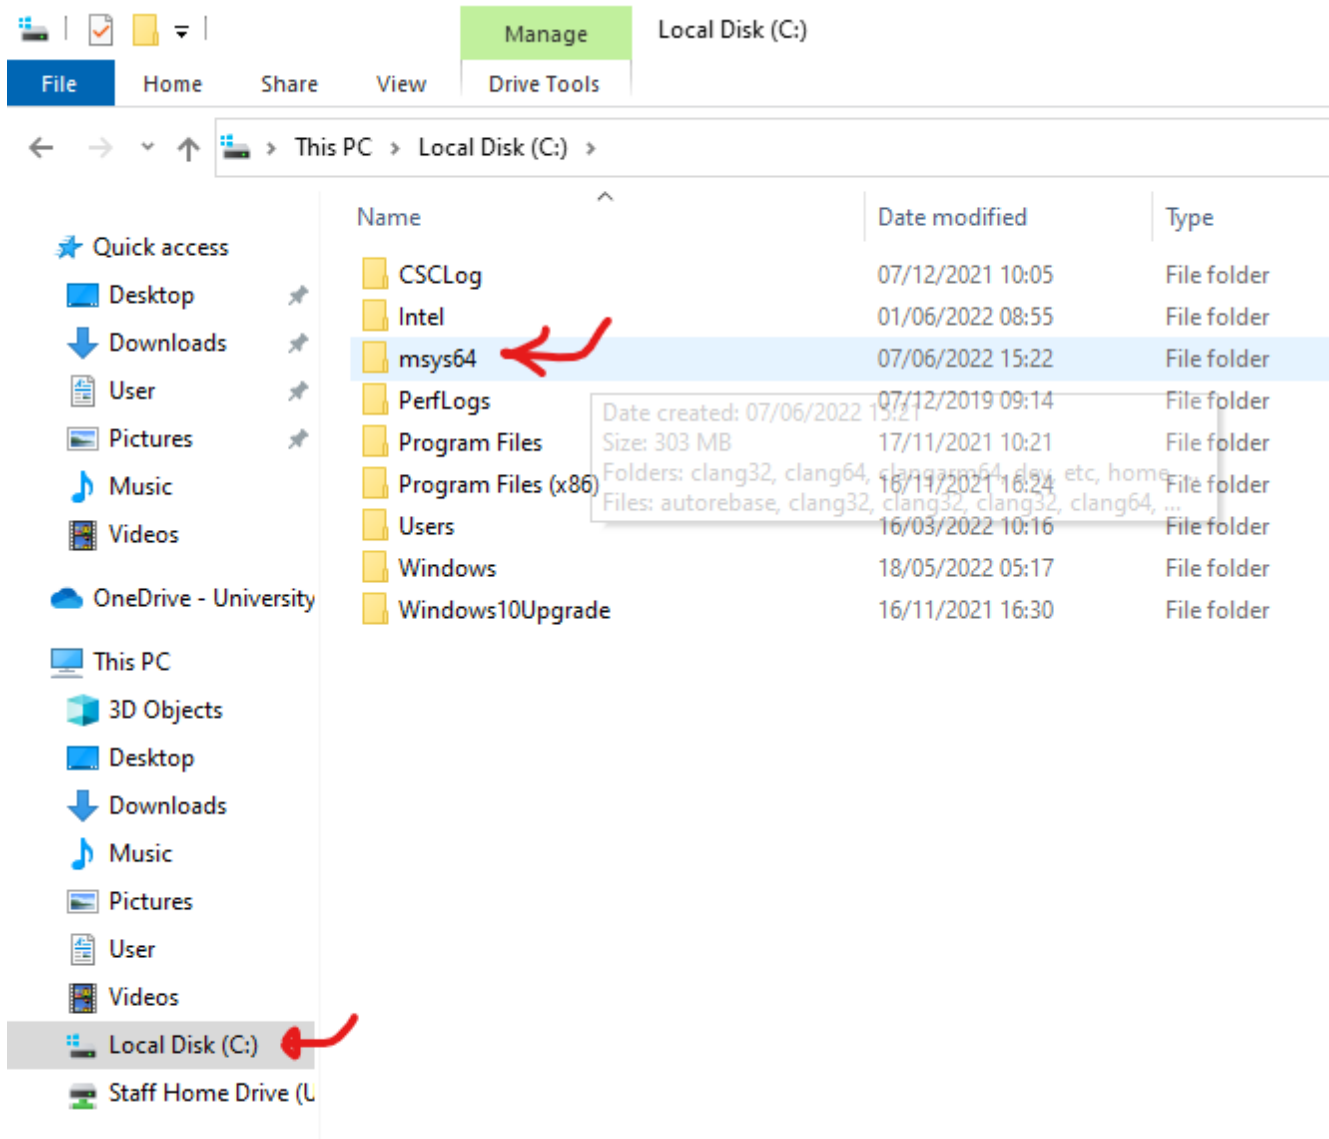 Manage
Local Disk (C:)
File
Home
Share
View
Drive Tools
This PC
Local Disk (C:)
Name
Date modified
Type
Quick access
Desktop
Downloads
User
Pictures
Music
Videos
OneDrive - University
This PC
3D Objects
Desktop
Downloads
Music
Pictures
User
Videos
Local Disk (C:)
Staff Home Drive (U
CSCLog 07/12/2021 10:05 File folder
Intel 01/06/2022 08:55 File folder
msys64 07/06/2022 15:22 File folder
PerfLogs 07/12/2019 09:14 File folder
Program Files 17/11/2021 10:21 File folder
Program Files (x86) 16/11/2021 16:24 File folder
Users 16/03/2022 10:16 File folder
Windows 18/05/2022 05:17 File folder
Windows10Upgrade 16/11/2021 16:30 File folder
Date created: 07/06/2022 15:21
Size: 303 MB
Folders: clang32, clang64, clangarm64, dev, etc, home, ...
Files: autorebase, clang32, clang32, clang32, clang64, ...